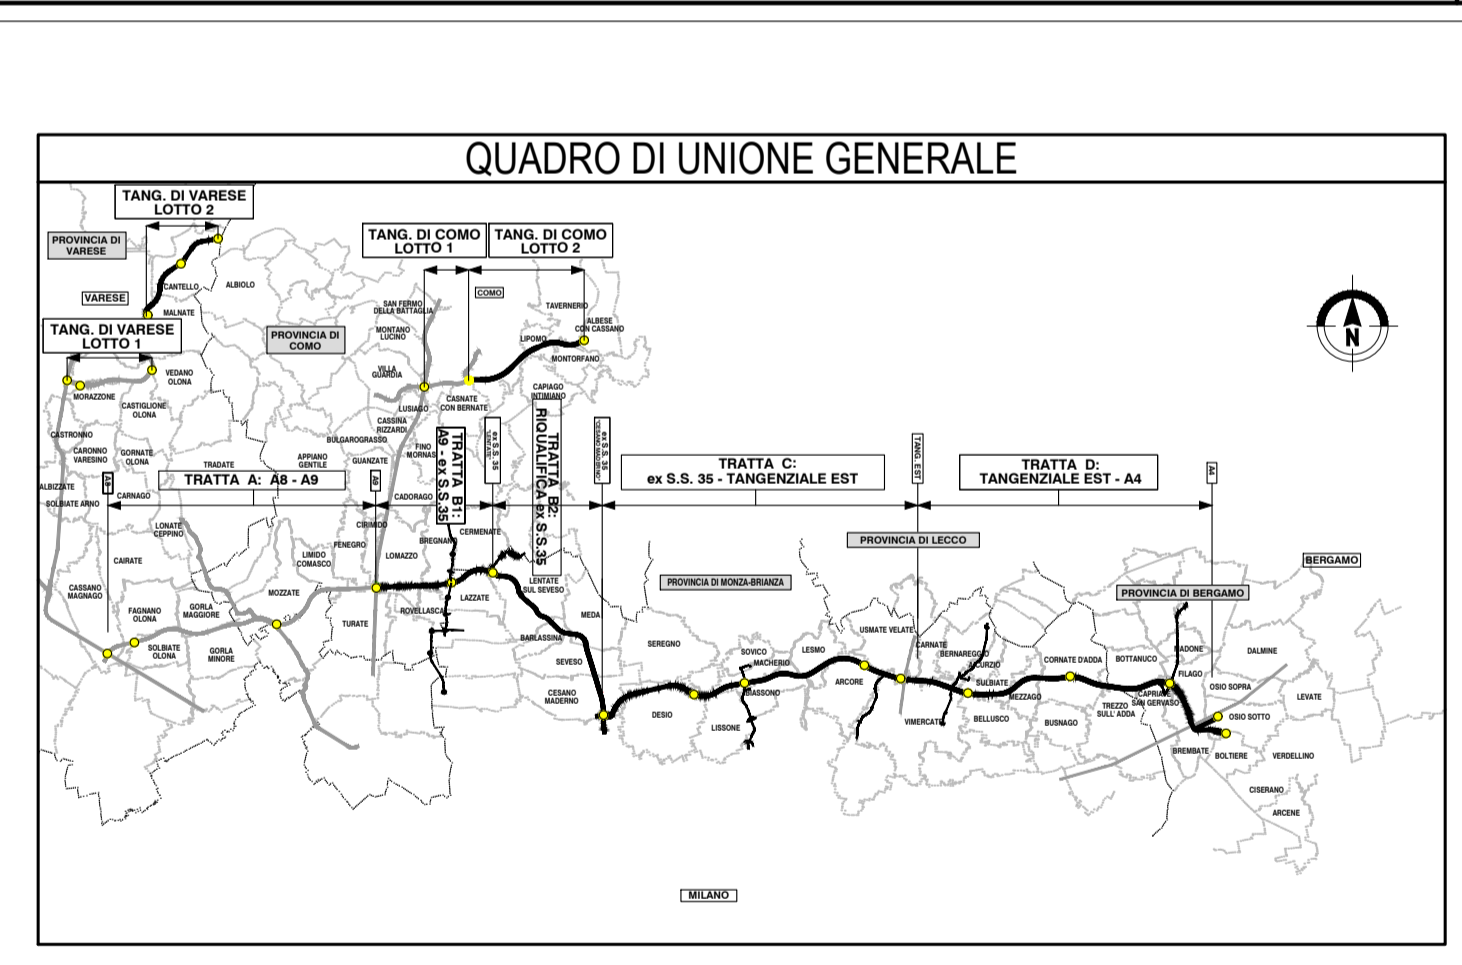 QUADRO DI UNIONE GENERALE
TANG. DI VARESE
LOTTO 2
PROVINCIA DI
VARESE
TANG. DI COMO
LOTTO 1
TANG. DI COMO
LOTTO 2
CANTELLO
ALBIOLO
VARESE
MALNATE
COMO
SAN FERMO
DELLA BATTAGLIA
TAVERNERIO
ALBESE
CON CASSANO
TANG. DI VARESE
LOTTO 1
PROVINCIA DI
COMO
MONTANO
LUCINO
LIPOMO
MONTORFANO
N
VEDANO
OLONA
VILLA
GUARDIA
MORAZZONE
CASTIGLIONE
OLONA
LUSIAGO
CASNATE
CON BERNATE
CAPIAGO
INTIMIANO
CASSINA
RIZZARDI
CASTRONNO
BULGAROGRASSO
CARONNO
VARESINO
GORNATE
OLONA
TRADATE
APPIANO
GENTILE
GUANZATE
FINO
MORNAS
TRATTA B1:
A9 - ex S.S.35
ex S.S. 35
"LENTATE"
TRATTA B2:
RIQUALIFICA ex S.S.35
ex S.S. 35
"CESANO MADERNO"
TRATTA C:
ex S.S. 35 - TANGENZIALE EST
TANG. EST
TRATTA D:
TANGENZIALE EST - A4
A4
ALBIZZATE
SOLBIATE ARNO
A8
CARNAGO
TRATTA A: A8 - A9
A9
CADORAGO
CIRIMIDO
LONATE
CEPPINO
FENEGRO
LOMAZZO
BREGNAN
CERMENATE
PROVINCIA DI LECCO
CAIRATE
LIMIDO
COMASCO
BERGAMO
CASSANO
MAGNAGO
MOZZATE
LAZZATE
LENTATE
SUL SEVESO
PROVINCIA DI MONZA-BRIANZA
PROVINCIA DI BERGAMO
FAGNANO
OLONA
GORLA
MAGGIORE
ROVELLASCA
TURATE
MEDA
BARLASSINA
SEREGNO
USMATE VELATE
CARNATE
BERNAREGGIO
AICURZIO
SOLBIATE
OLONA
GORLA
MINORE
SEVESO
SOVICO
MACHERIO
LESMO
CORNATE D'ADDA
BOTTANUCO
MADONE
DALMINE
FILAGO
CESANO
MADERNO
DESIO
BIASSONO
ARCORE
SULBIATE
MEZZAGO
CAPRIATE
SAN GERVASO
OSIO SOPRA
LEVATE
LISSONE
VIMERCATE
BELLUSCO
BUSNAGO
TREZZO
SULL' ADDA
OSIO SOTTO
BREMBATE
BOLTIERE
VERDELLINO
CISERANO
ARCENE
MILANO